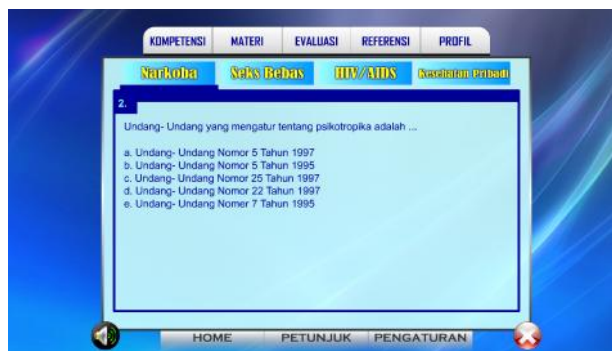 KOMPETENSI MATERI EVALUASI REFERENSI PROFIL
Narkoba Seks Bebas HIV/AIDS Kesehatan Pribadi
2.
Undang- Undang yang mengatur tentang psikotropika adalah ...
a. Undang- Undang Nomor 5 Tahun 1997
b. Undang- Undang Nomor 5 Tahun 1995
c. Undang- Undang Nomor 25 Tahun 1997
d. Undang- Undang Nomor 22 Tahun 1997
e. Undang- Undang Nomer 7 Tahun 1995
HOME PETUNJUK PENGATURAN